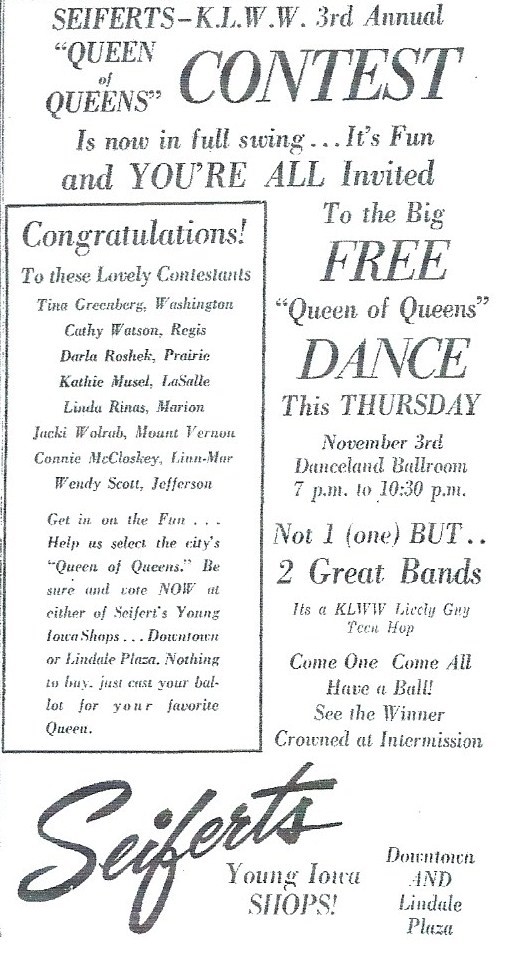 SEIFERTS-K.L.W.W. 3rd Annual
"QUEEN
of
QUEENS"
CONTEST
Is now in full swing...It's Fun
and YOU'RE ALL Invited
Congratulations!
To these Lovely Contestants
Tina Greenberg, Washington
Cathy Watson, Regis
Darla Roshek, Prairie
Kathie Musel, LaSalle
Linda Rinas, Marion
Jacki Wolrab, Mount Vernon
Connie McCloskey, Linn-Mar
Wendy Scott, Jefferson
Get in on the Fun . . .
Help us select the city's
"Queen of Queens." Be
sure and vote NOW at
either of Seifert's Young
Iowa Shops . . . Downtown
or Lindale Plaza. Nothing
to buy, just cast your bal-
lot for your favorite
Queen.
To the Big
FREE
"Queen of Queens"
DANCE
This THURSDAY
November 3rd
Danceland Ballroom
7 p.m. to 10:30 p.m.
Not 1 (one) BUT..
2 Great Bands
Its a KLWW Lively Guy
Teen Hop
Come One Come All
Have a Ball!
See the Winner
Crowned at Intermission
Seiferts
Young Iowa
SHOPS!
Downtown
AND
Lindale
Plaza